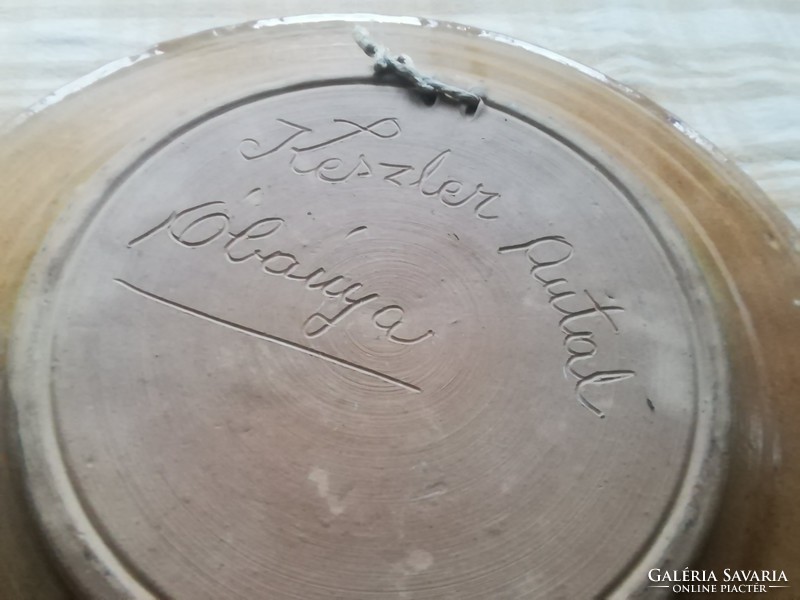 Keszler Antal
Óbánya
GALÉRIA SAVARIA
ONLINE PIACTÉR